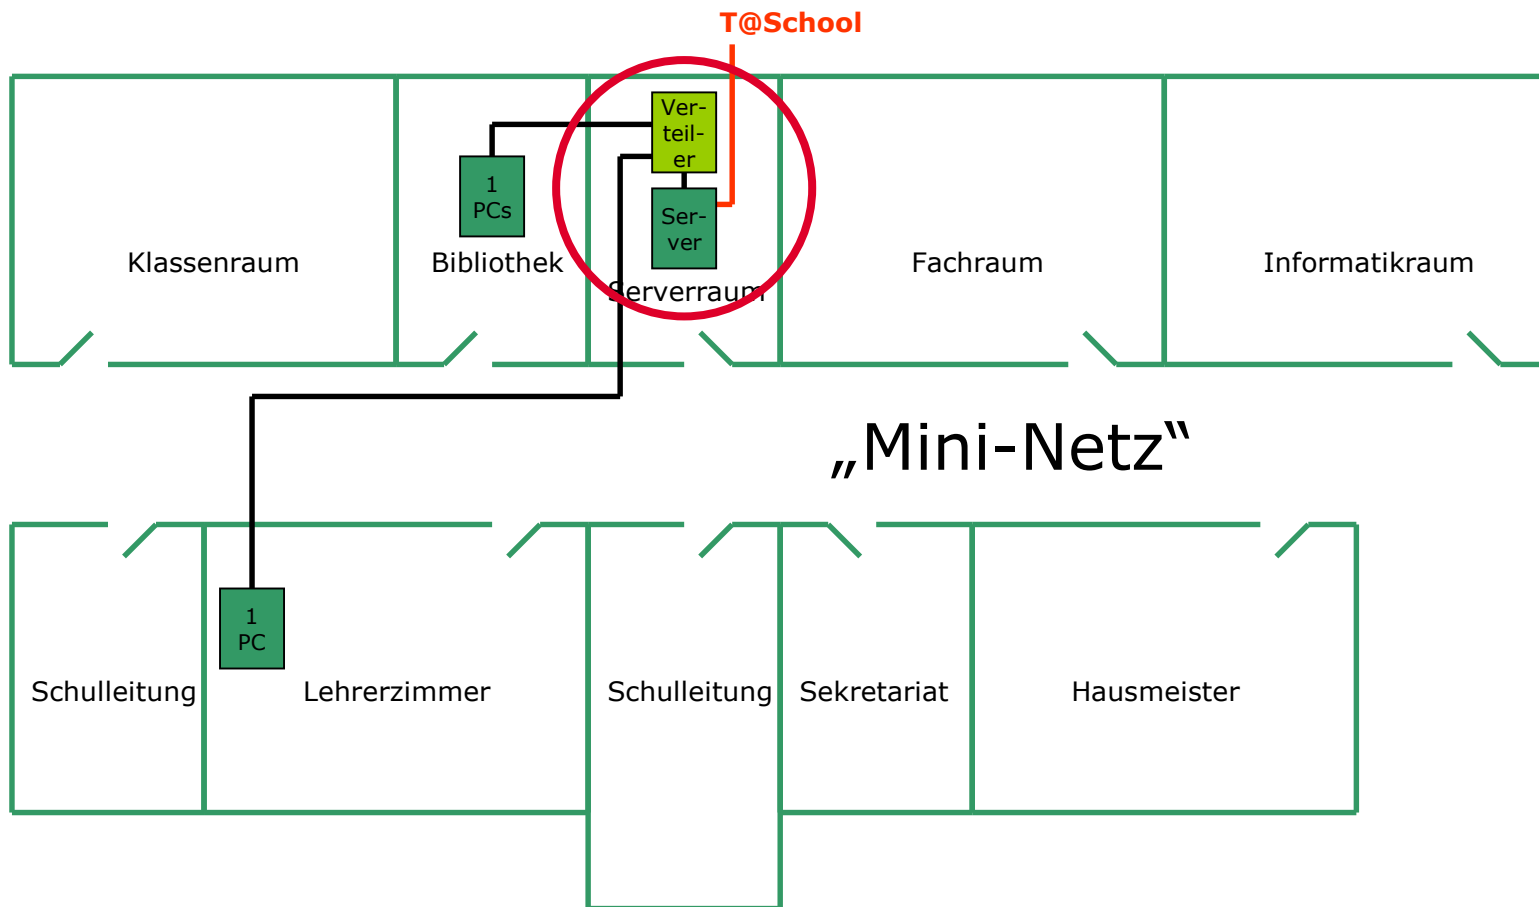 T@School
Ver-
teil-
er
1
PCs
Ser-
ver
Klassenraum
Bibliothek
Serverraum
Fachraum
Informatikraum
„Mini-Netz“
1
PC
Schulleitung
Lehrerzimmer
Schulleitung
Sekretariat
Hausmeister